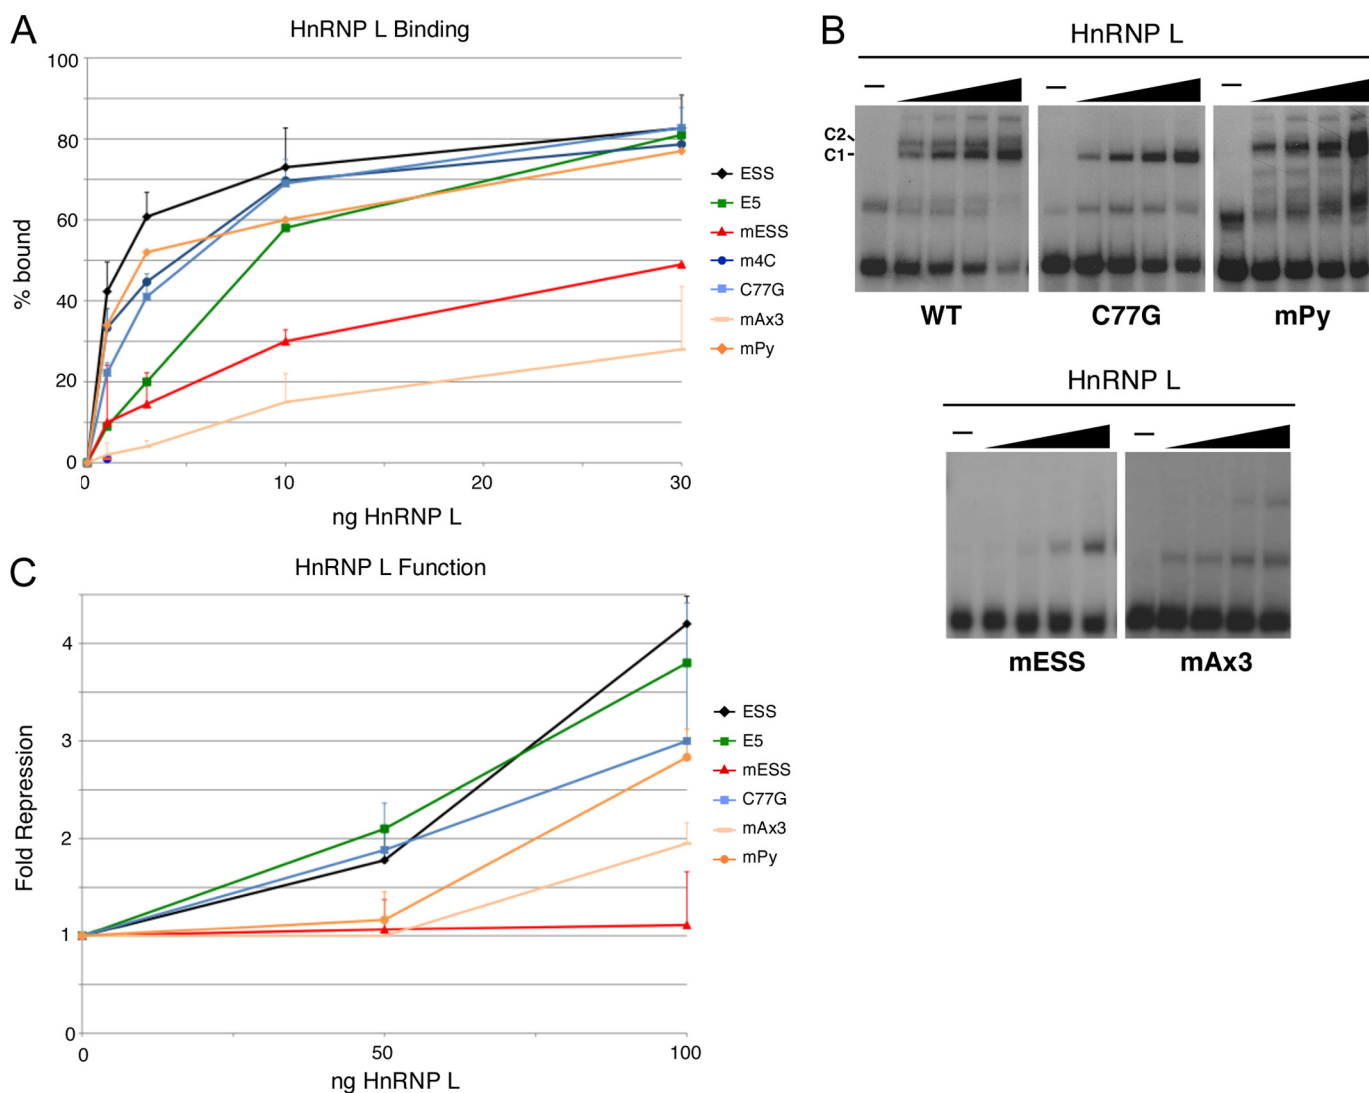 A
HnRNP L Binding
100
80
60
40
20
0
% bound
0
10
20
30
ng HnRNP L
ESS
E5
mESS
m4C
C77G
mAx3
mPy
B
HnRNP L
–
–
–
C2
C1
WT
C77G
mPy
HnRNP L
–
–
mESS
mAx3
C
HnRNP L Function
4
3
2
1
0
Fold Repression
0
50
100
ng HnRNP L
ESS
E5
mESS
C77G
mAx3
mPy